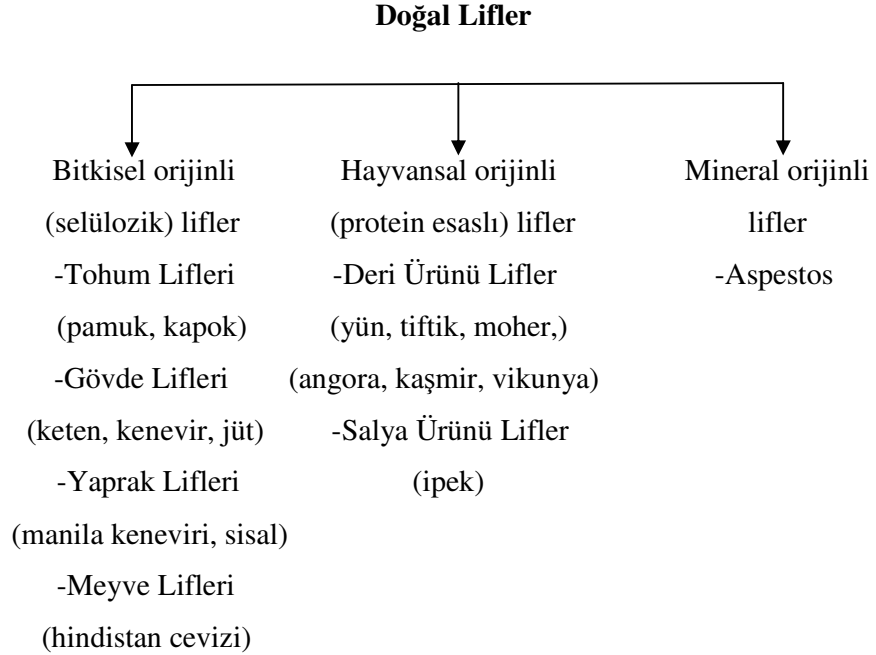 Doğal Lifler
Bitkisel orijinli
(selülozik) lifler
-Tohum Lifleri
(pamuk, kapok)
-Gövde Lifleri
(keten, kenevir, jüt)
-Yaprak Lifleri
(manila keneviri, sisal)
-Meyve Lifleri
(hindistan cevizi)
Hayvansal orijinli
(protein esaslı) lifler
-Deri Ürünü Lifler
(yün, tiftik, moher,)
(angora, kaşmir, vikunya)
-Salya Ürünü Lifler
(ipek)
Mineral orijinli
lifler
-Aspestos